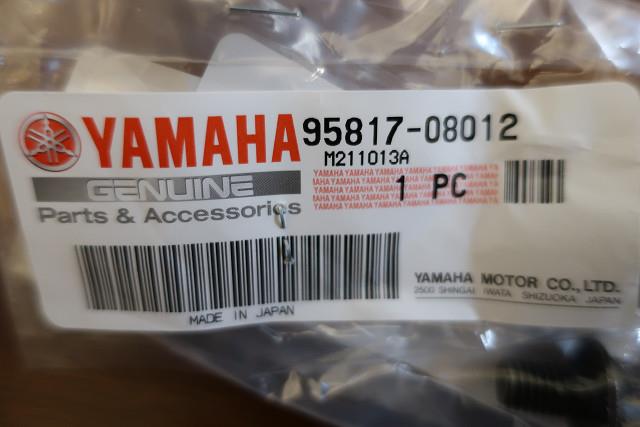 YAMAHA 95817-08012
M211013A
GENUINE
Parts & Accessories
1 PC
YAMAHA MOTOR CO., LTD.
2500 SHINGAI IWATA SHIZUOKA JAPAN
MADE IN JAPAN